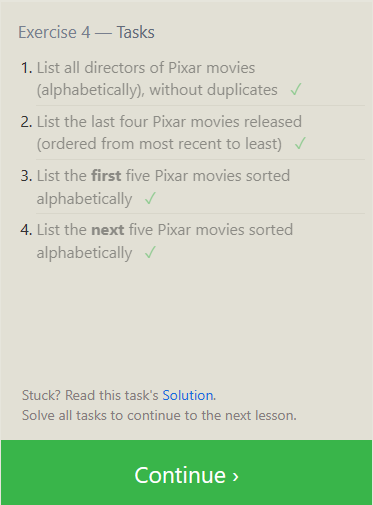 Exercise 4 — Tasks
1. List all directors of Pixar movies
(alphabetically), without duplicates ✓
2. List the last four Pixar movies released
(ordered from most recent to least) ✓
3. List the first five Pixar movies sorted
alphabetically ✓
4. List the next five Pixar movies sorted
alphabetically ✓
Stuck? Read this task's Solution.
Solve all tasks to continue to the next lesson.
Continue ›